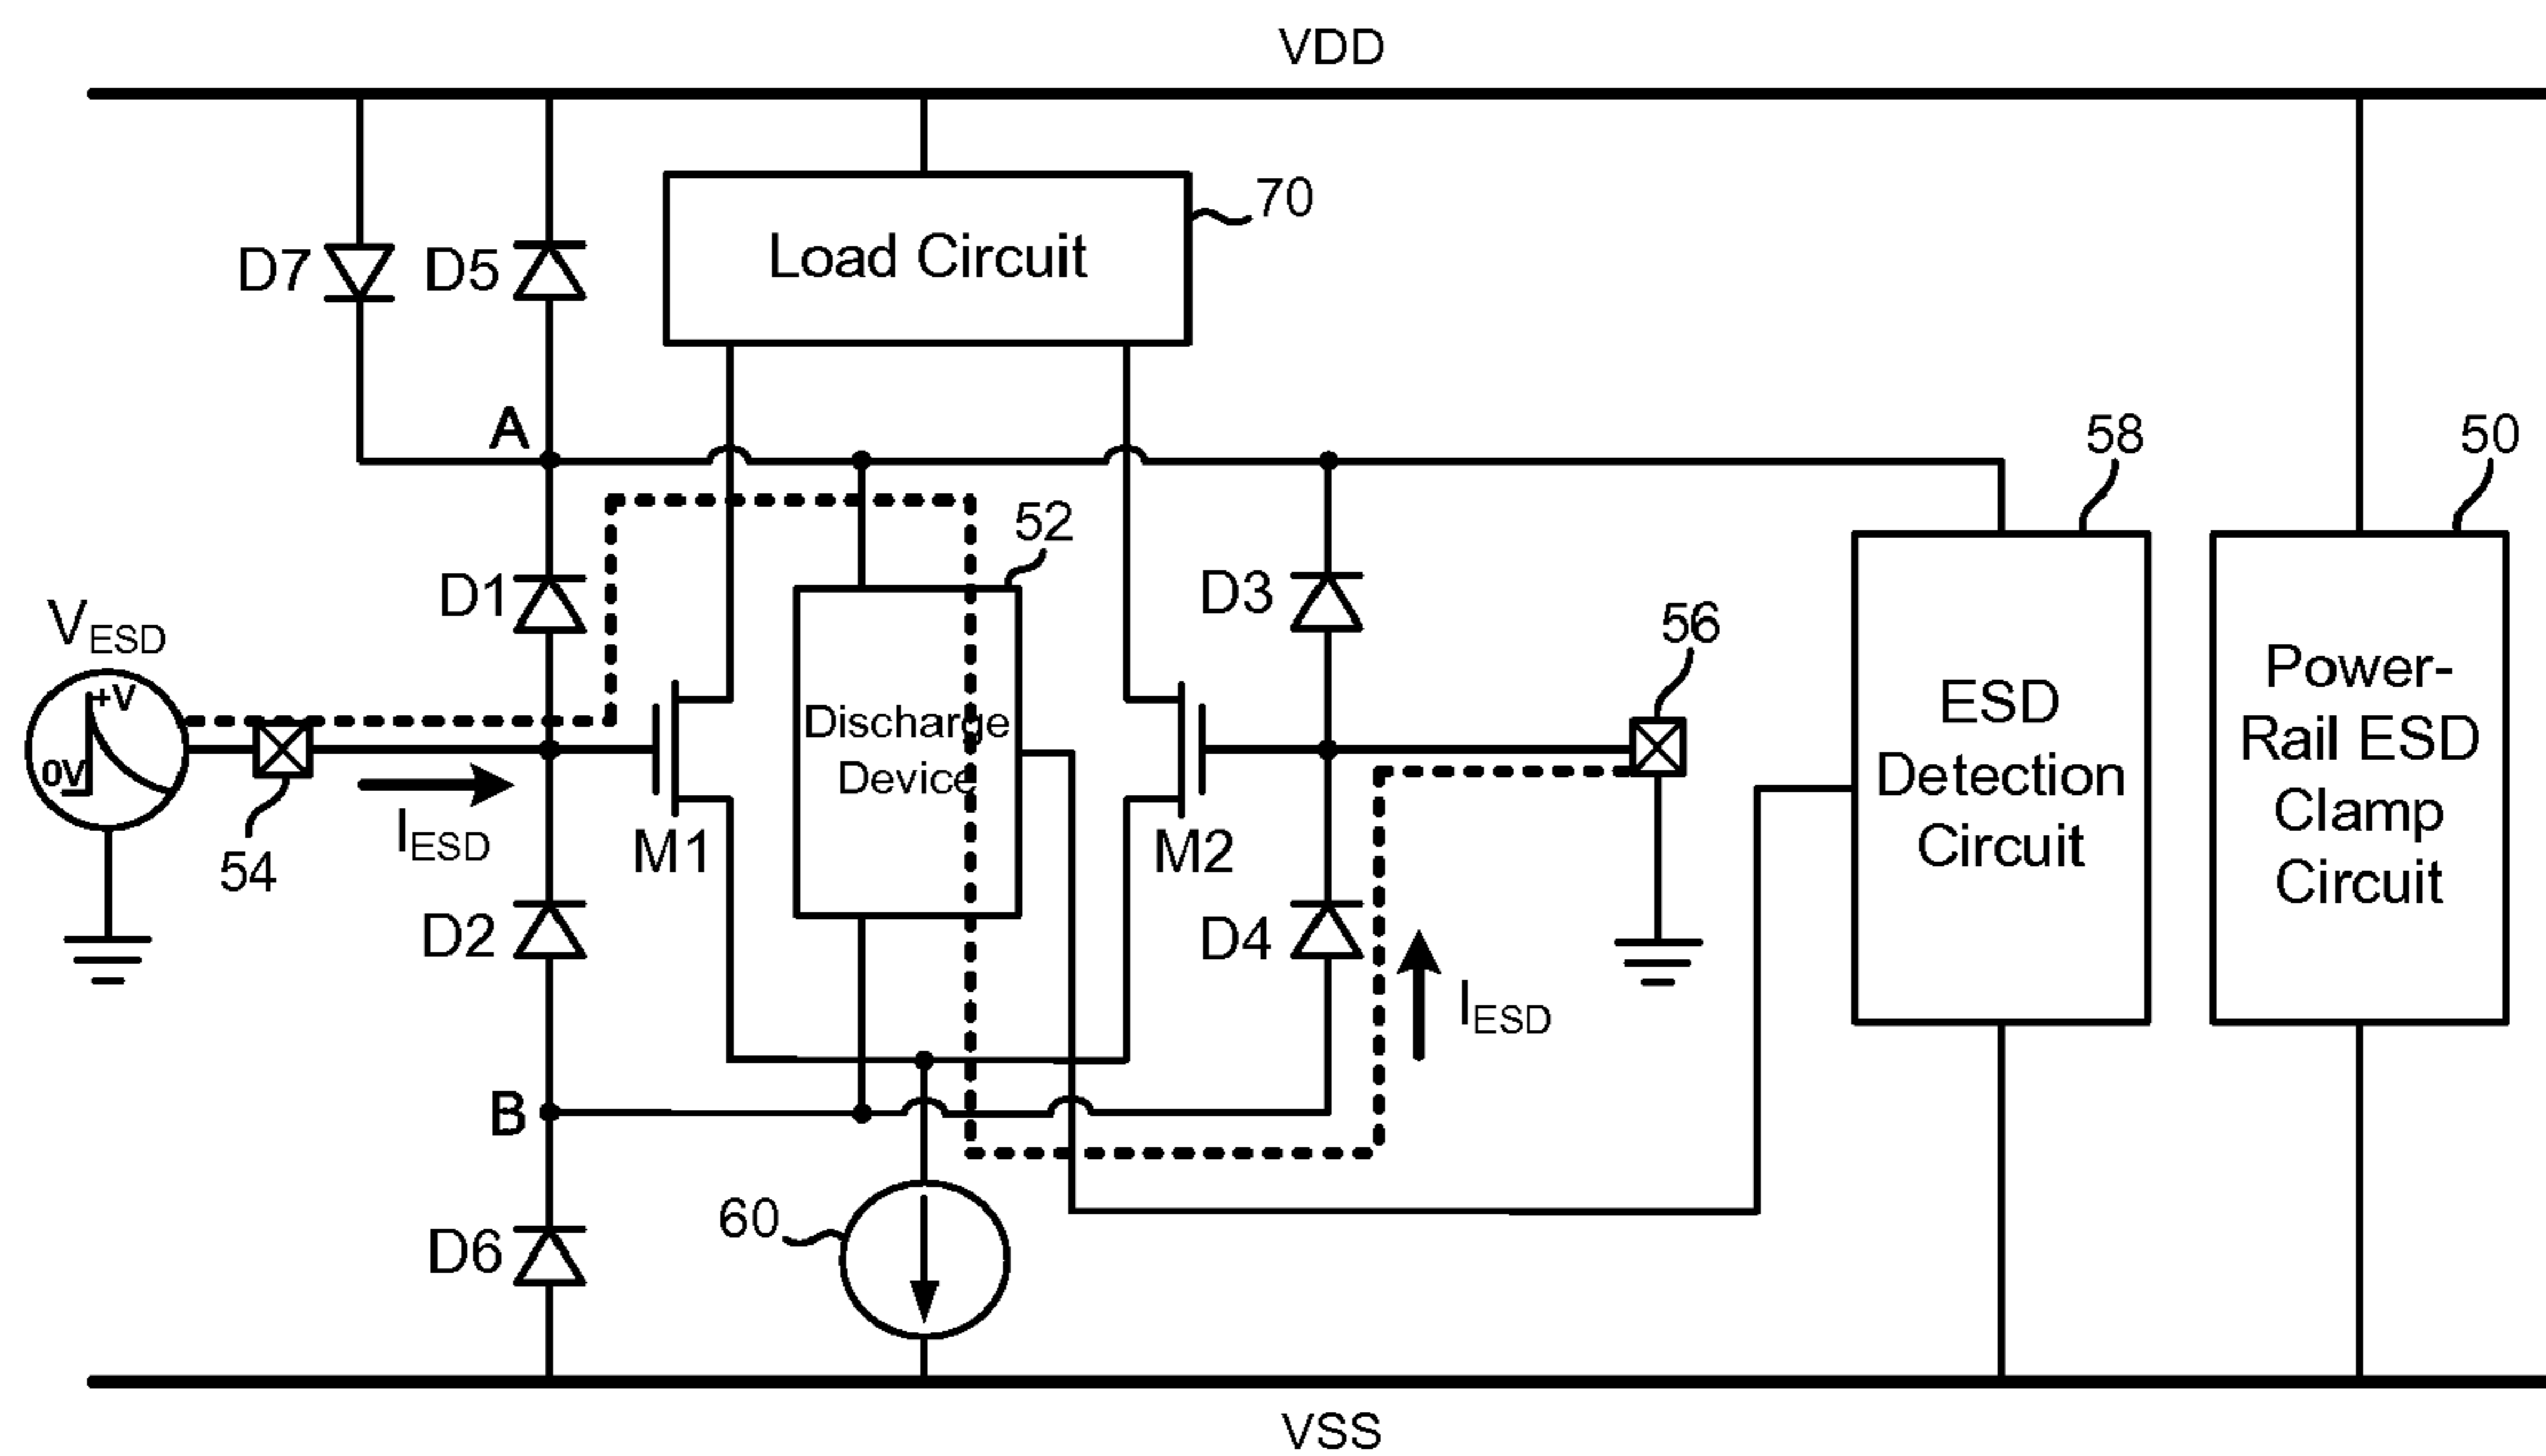 VDD
70
Load Circuit
D7
D5
A
58
50
52
D1
D3
VESD
56
+V
0V
Discharge
Device
ESD
Detection
Circuit
Power-
Rail ESD
Clamp
Circuit
54
IESD
M1
M2
D2
D4
IESD
B
60
D6
VSS